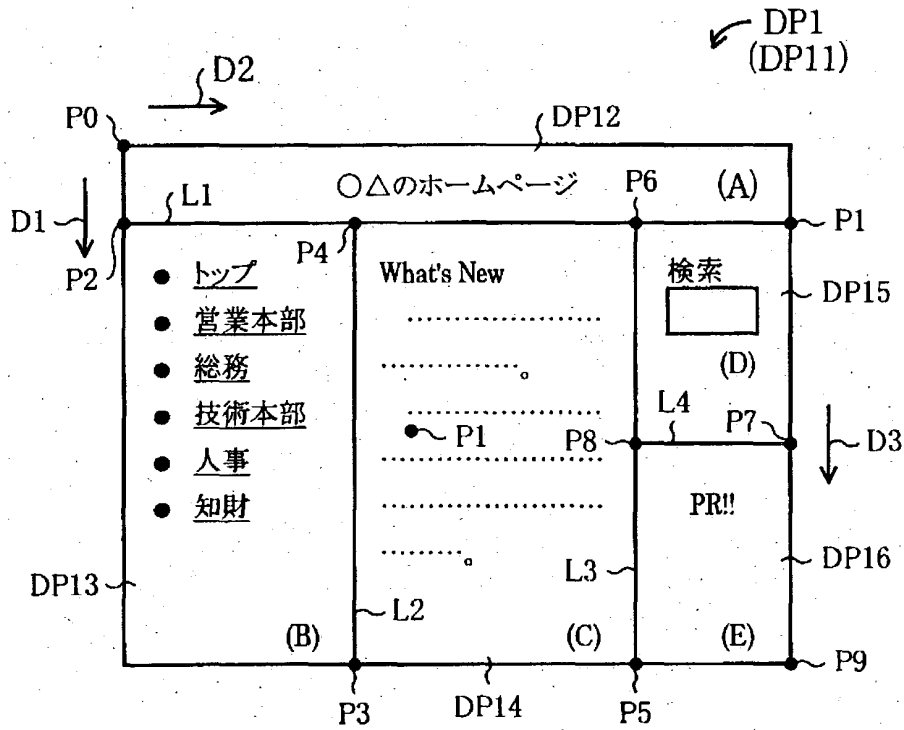 DP1
(DP11)
D2
P0
DP12
○△のホームページ
P6
(A)
D1
L1
P1
P2
P4
トップ
営業本部
総務
技術本部
人事
知財
What's New
........................
.................。
........................
P1
........................
........................
..........。
検索
DP15
(D)
L4
P7
P8
D3
PR!!
DP13
L3
DP16
L2
(B)
(C)
(E)
P9
P3
DP14
P5